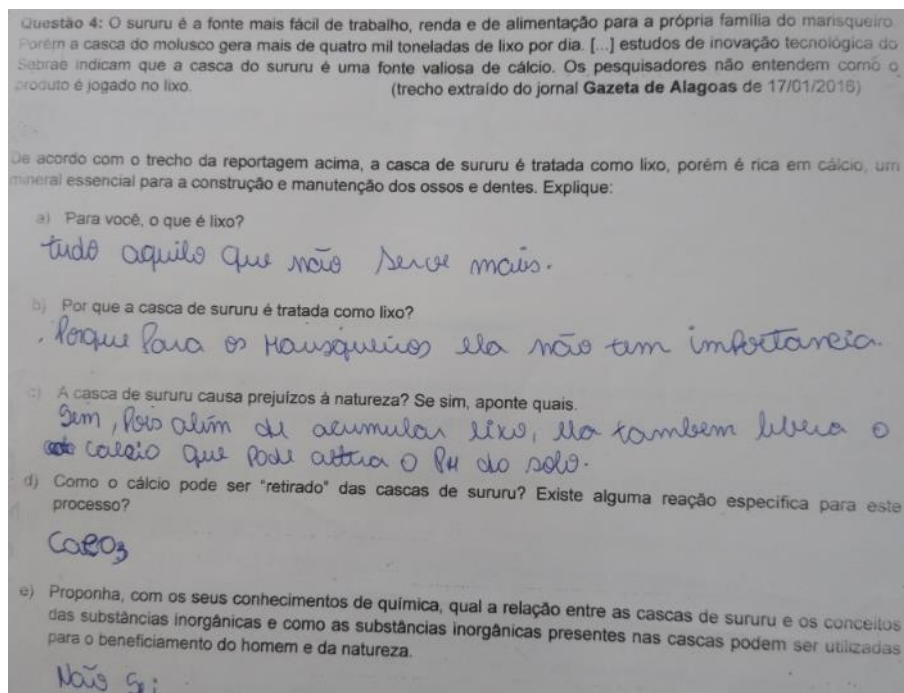 Questão 4: O sururu é a fonte mais fácil de trabalho, renda e de alimentação para a própria família do marisqueiro.
Porém a casca do molusco gera mais de quatro mil toneladas de lixo por dia. [...] estudos de inovação tecnológica do
Sebrae indicam que a casca do sururu é uma fonte valiosa de cálcio. Os pesquisadores não entendem como o
produto é jogado no lixo. (trecho extraído do jornal Gazeta de Alagoas de 17/01/2016)
De acordo com o trecho da reportagem acima, a casca de sururu é tratada como lixo, porém é rica em cálcio, um
mineral essencial para a construção e manutenção dos ossos e dentes. Explique:
a) Para você, o que é lixo?
tudo aquilo que não serve mais.
b) Por que a casca de sururu é tratada como lixo?
. Porque Para os Marisqueiros ela não tem importancia.
c) A casca de sururu causa prejuízos à natureza? Se sim, aponte quais.
Sim, Pois além de acumular lixo, ela tambem libera o
calcio que Pode altera o PH do solo.
d) Como o cálcio pode ser "retirado" das cascas de sururu? Existe alguma reação especifica para este
processo?
CaCO3
e) Proponha, com os seus conhecimentos de química, qual a relação entre as cascas de sururu e os conceitos
das substâncias inorgânicas e como as substâncias inorgânicas presentes nas cascas podem ser utilizadas
para o beneficiamento do homem e da natureza.
Não Sei